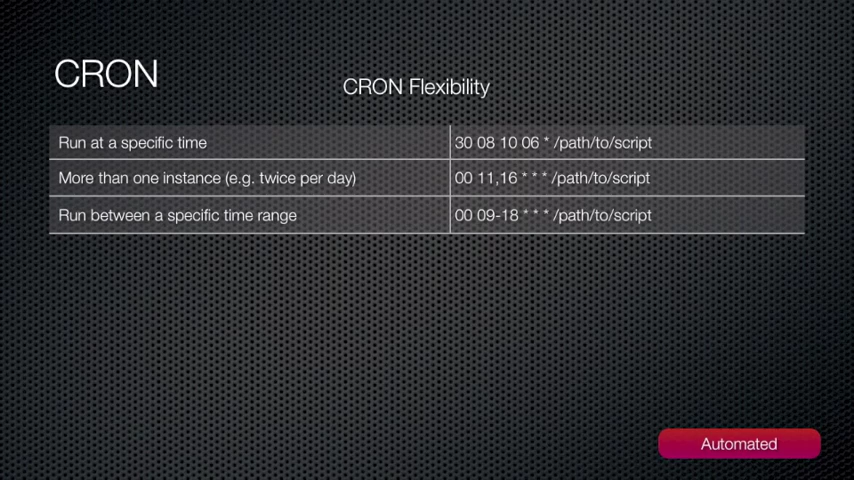 CRON
CRON Flexibility
Run at a specific time 30 08 10 06 * /path/to/script
More than one instance (e.g. twice per day) 00 11,16 * * * /path/to/script
Run between a specific time range 00 09-18 * * * /path/to/script
Automated